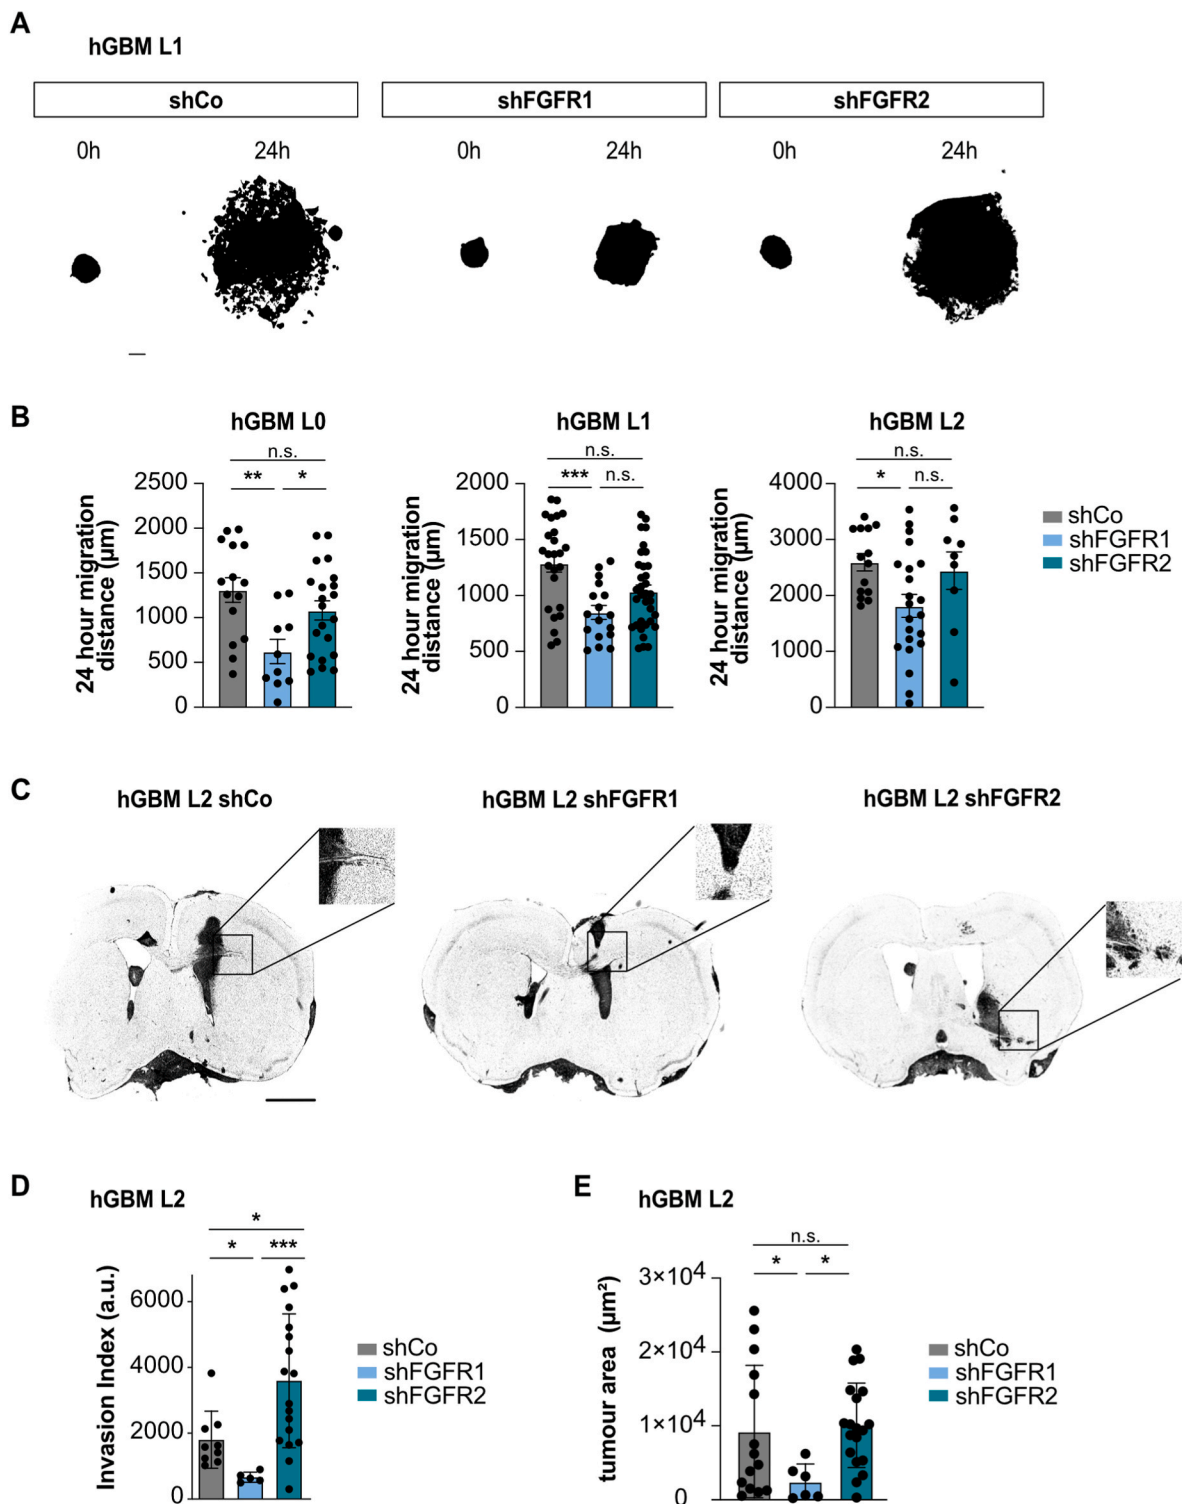 A
hGBM L1
shCo shFGFR1 shFGFR2
0h 24h 0h 24h 0h 24h
B
hGBM L0 hGBM L1 hGBM L2
n.s. n.s. n.s.
** * *** n.s. * n.s.
24 hour migration distance (µm)
2500
2000
1500
1000
500
0
24 hour migration distance (µm)
2000
1500
1000
500
0
24 hour migration distance (µm)
4000
3000
2000
1000
0
shCo
shFGFR1
shFGFR2
C
hGBM L2 shCo hGBM L2 shFGFR1 hGBM L2 shFGFR2
D
hGBM L2
*
* ***
Invasion Index (a.u.)
6000
4000
2000
0
shCo
shFGFR1
shFGFR2
E
hGBM L2
n.s.
* *
tumour area (µm²)
3×10⁴
2×10⁴
1×10⁴
0
shCo
shFGFR1
shFGFR2